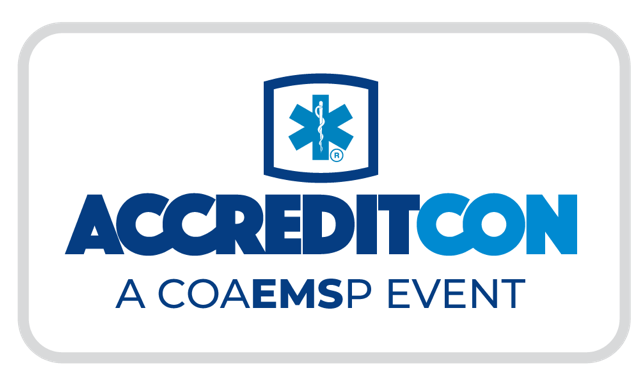 ®
ACCREDITCON
A COAEMSP EVENT